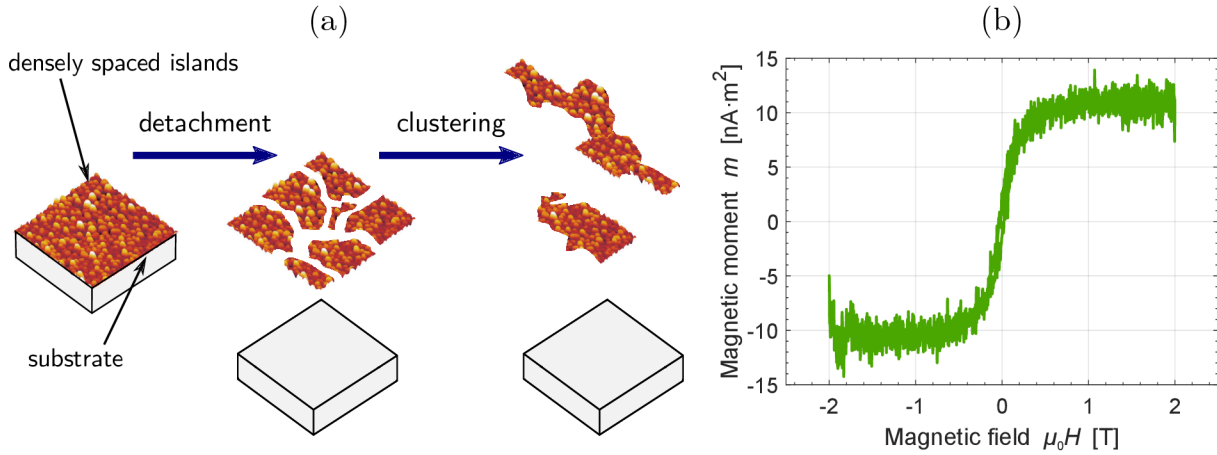 (a)
densely spaced islands
detachment
clustering
substrate
(b)
Magnetic moment m [nA·m²]
15
10
5
0
-5
-10
-15
-2
-1
0
1
2
Magnetic field μ₀H [T]